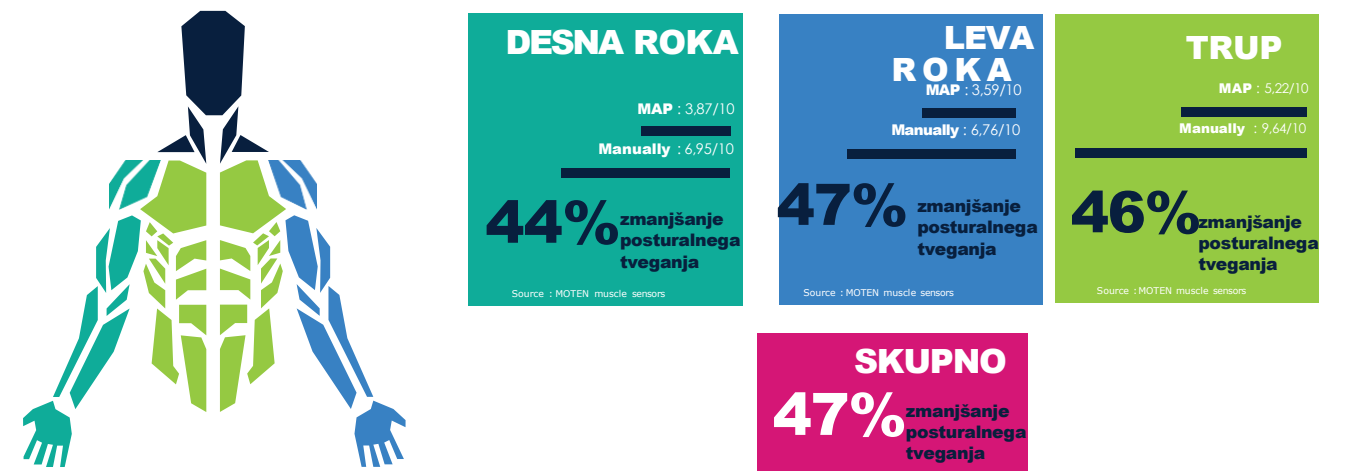 DESNA ROKA
MAP : 3,87/10
Manually : 6,95/10
44%
zmanjšanje
posturalnega
tveganja
Source : MOTEN muscle sensors
LEVA
ROKA
MAP : 3,59/10
Manually : 6,76/10
47%
zmanjšanje
posturalnega
tveganja
Source : MOTEN muscle sensors
TRUP
MAP : 5,22/10
Manually : 9,64/10
46%
zmanjšanje
posturalnega
tveganja
Source : MOTEN muscle sensors
SKUPNO
47%
zmanjšanje
posturalnega
tveganja